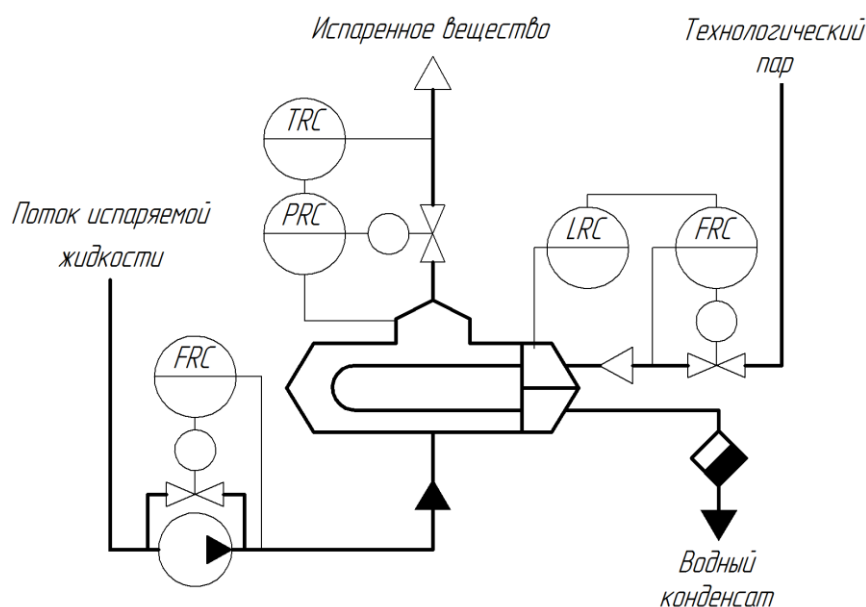 Испаренное вещество
Технологический
пар
TRC
PRC
LRC
FRC
Поток испаряемой
жидкости
FRC
Водный
конденсат